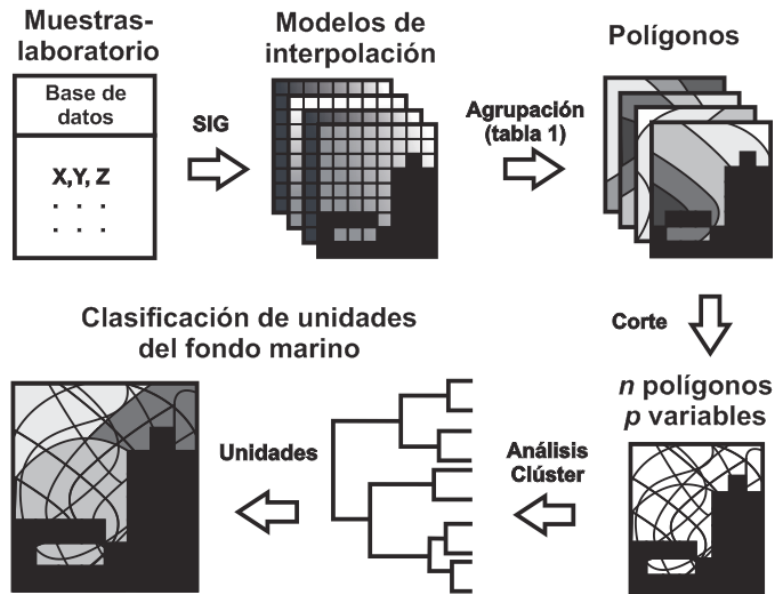 Muestras-
laboratorio
Base de
datos
X,Y, Z
. . .
. . .
SIG
Modelos de
interpolación
Agrupación
(tabla 1)
Polígonos
Corte
n polígonos
p variables
Análisis
Clúster
Unidades
Clasificación de unidades
del fondo marino